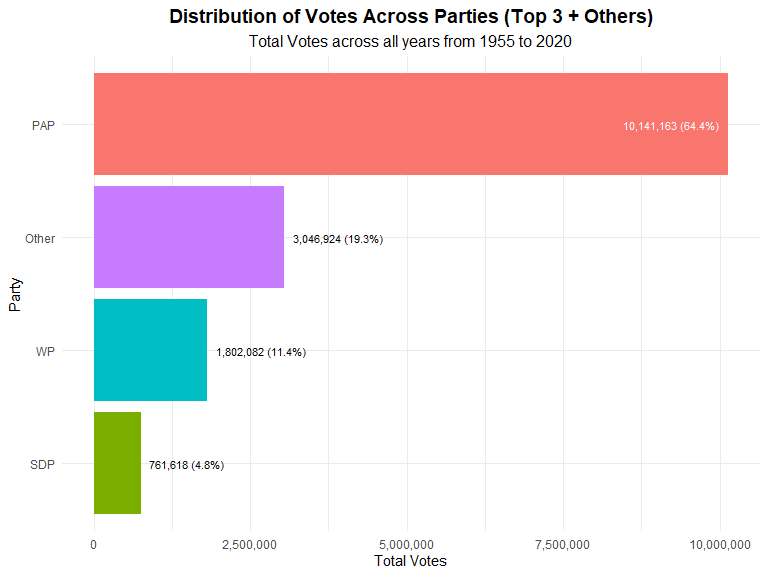 Distribution of Votes Across Parties (Top 3 + Others)
Total Votes across all years from 1955 to 2020
PAP
10,141,163 (64.4%)
Other
3,046,924 (19.3%)
Party
WP
1,802,082 (11.4%)
SDP
761,618 (4.8%)
0
2,500,000
5,000,000
7,500,000
10,000,000
Total Votes